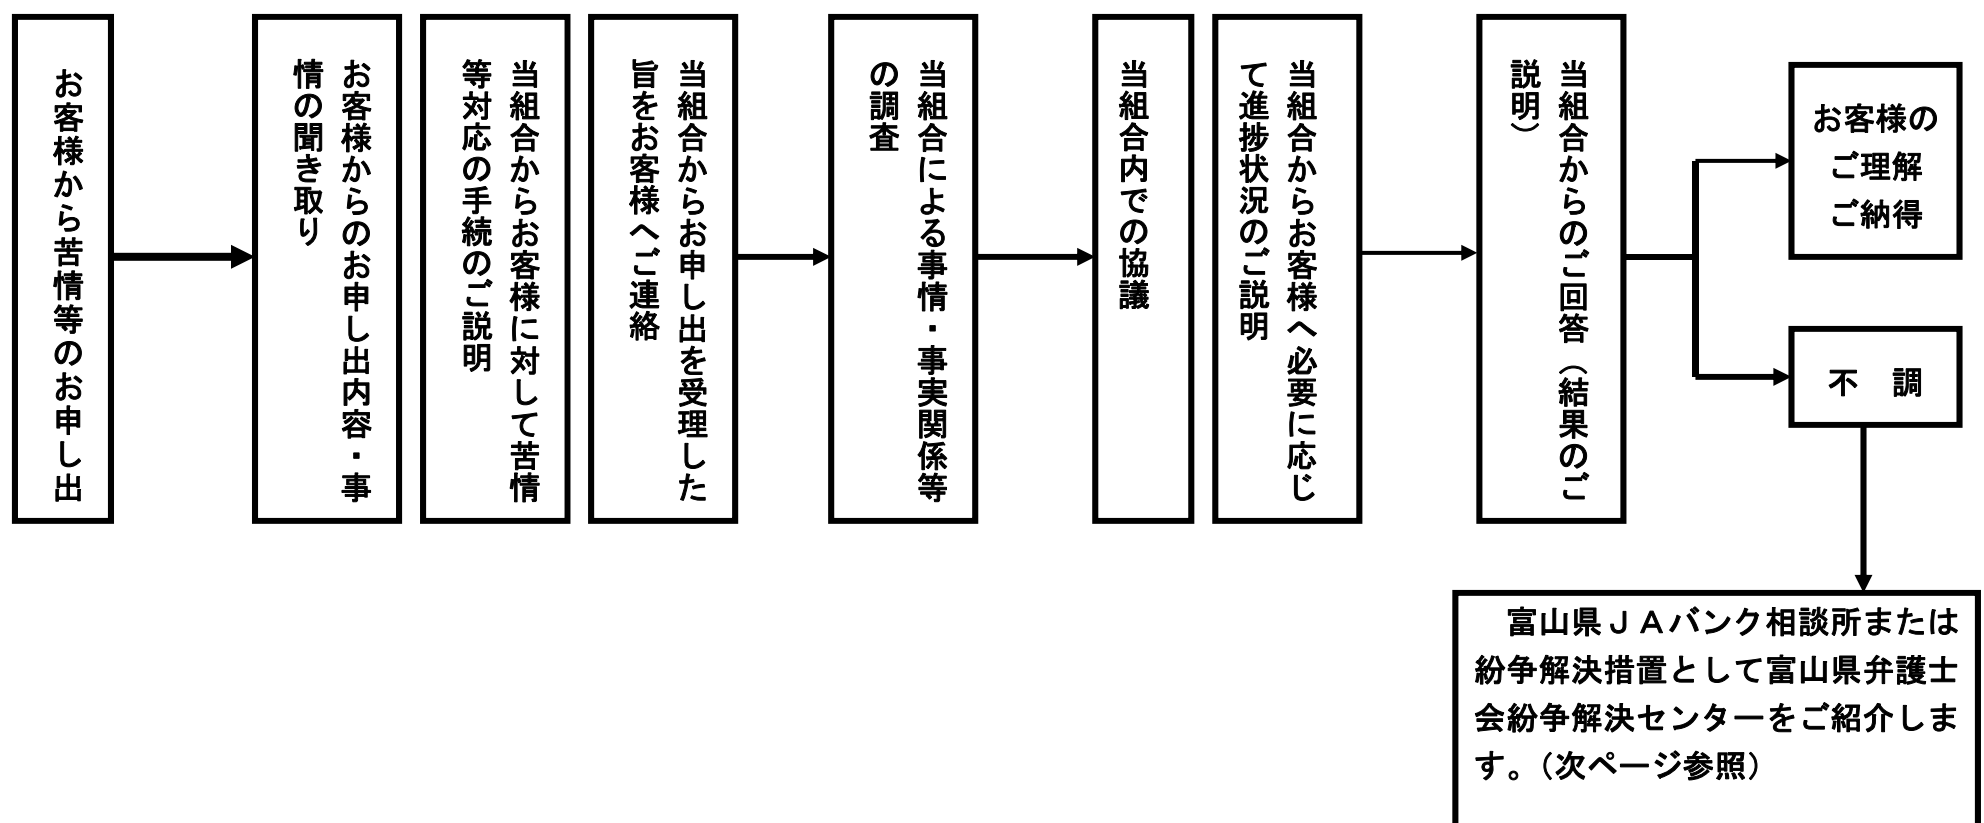 お客様から苦情等のお申し出
お客様からのお申し出内容・事
情の聞き取り
当組合からお客様に対して苦情
等対応の手続のご説明
当組合からお申し出を受理した
旨をお客様へご連絡
当組合による事情・事実関係等
の調査
当組合内での協議
当組合からお客様へ必要に応じ
て進捗状況のご説明
当組合からのご回答（結果のご
説明）
お客様の
ご理解
ご納得
不　調
富山県ＪＡバンク相談所または
紛争解決措置として富山県弁護士
会紛争解決センターをご紹介しま
す。（次ページ参照）